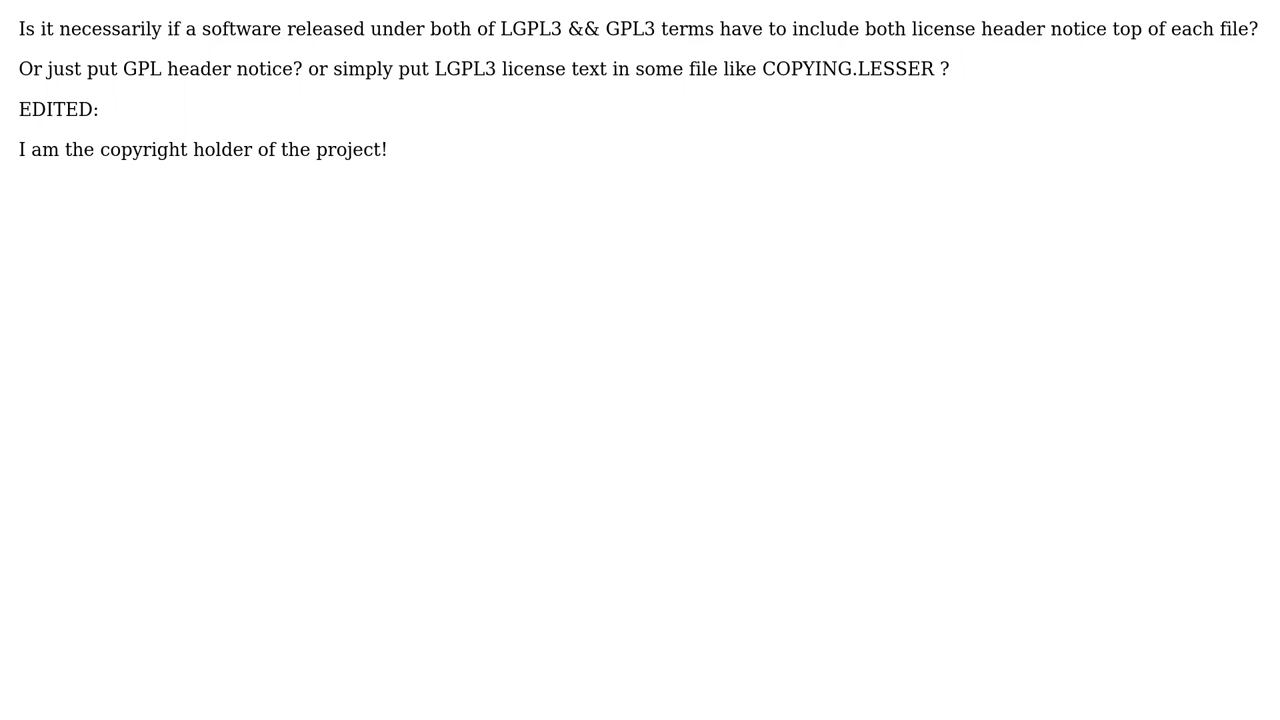 Is it necessarily if a software released under both of LGPL3 && GPL3 terms have to include both license header notice top of each file?
Or just put GPL header notice? or simply put LGPL3 license text in some file like COPYING.LESSER ?
EDITED:
I am the copyright holder of the project!